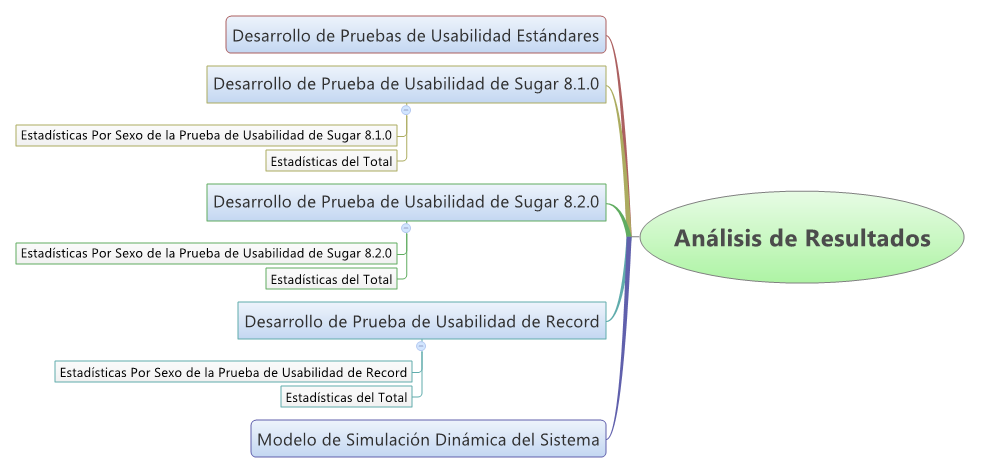 Desarrollo de Pruebas de Usabilidad Estándares
Desarrollo de Prueba de Usabilidad de Sugar 8.1.0
Estadísticas Por Sexo de la Prueba de Usabilidad de Sugar 8.1.0
Estadísticas del Total
Desarrollo de Prueba de Usabilidad de Sugar 8.2.0
Estadísticas Por Sexo de la Prueba de Usabilidad de Sugar 8.2.0
Estadísticas del Total
Análisis de Resultados
Desarrollo de Prueba de Usabilidad de Record
Estadísticas Por Sexo de la Prueba de Usabilidad de Record
Estadísticas del Total
Modelo de Simulación Dinámica del Sistema